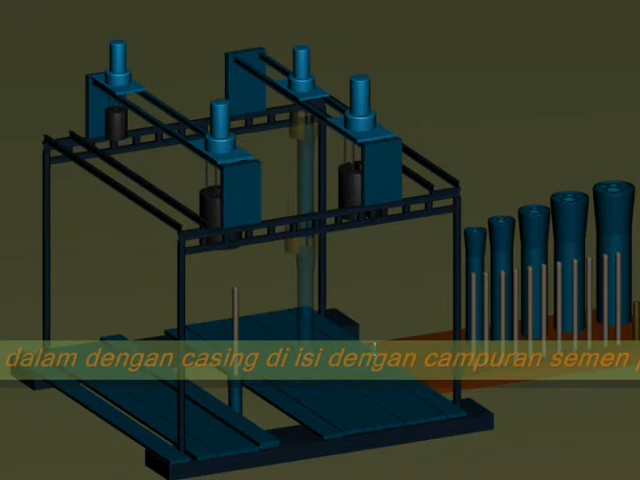 dalam dengan casing di isi dengan campuran semen